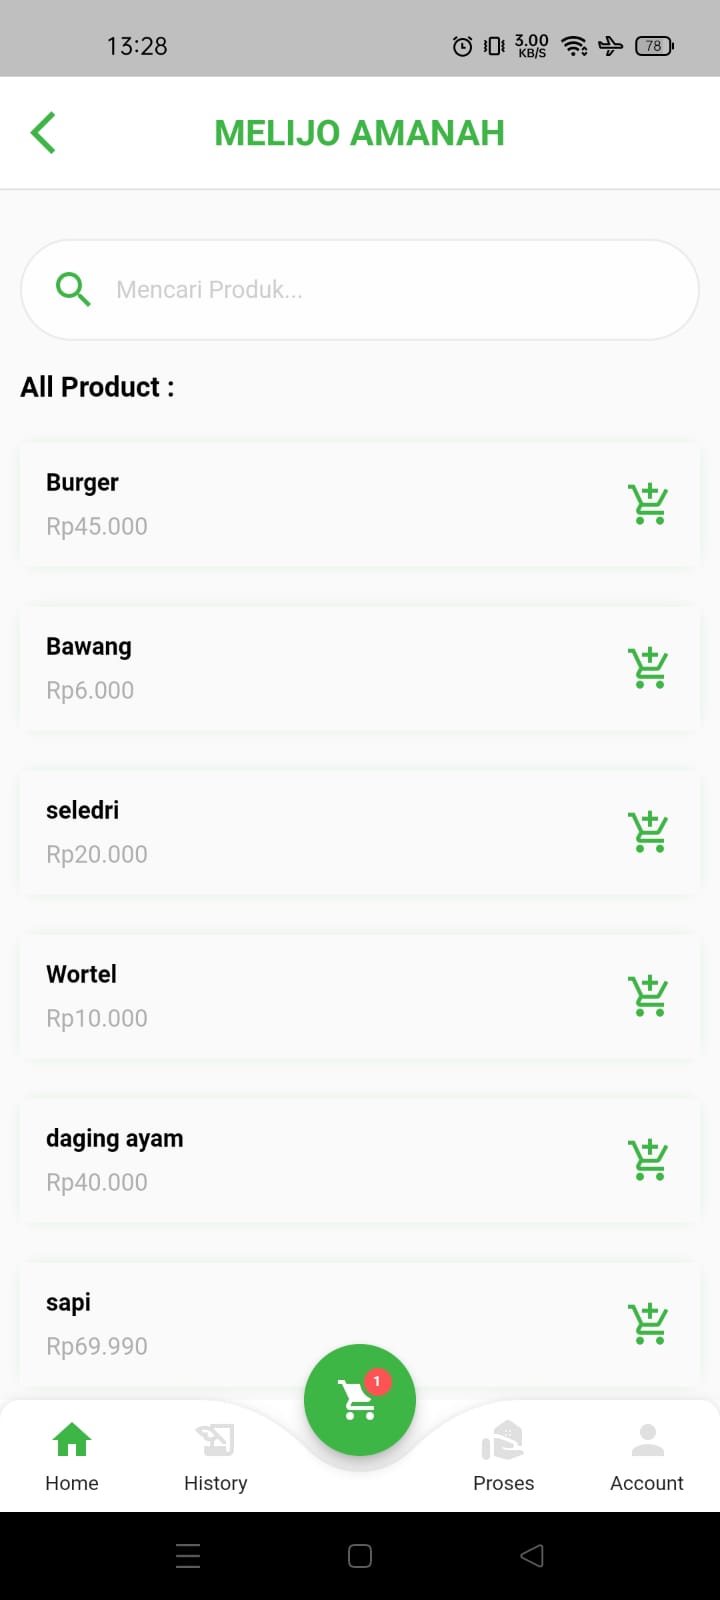 13:28
3.00
KB/S
78
MELIJO AMANAH
Mencari Produk...
All Product :
Burger
Rp45.000
Bawang
Rp6.000
seledri
Rp20.000
Wortel
Rp10.000
daging ayam
Rp40.000
sapi
Rp69.990
1
Home
History
Proses
Account